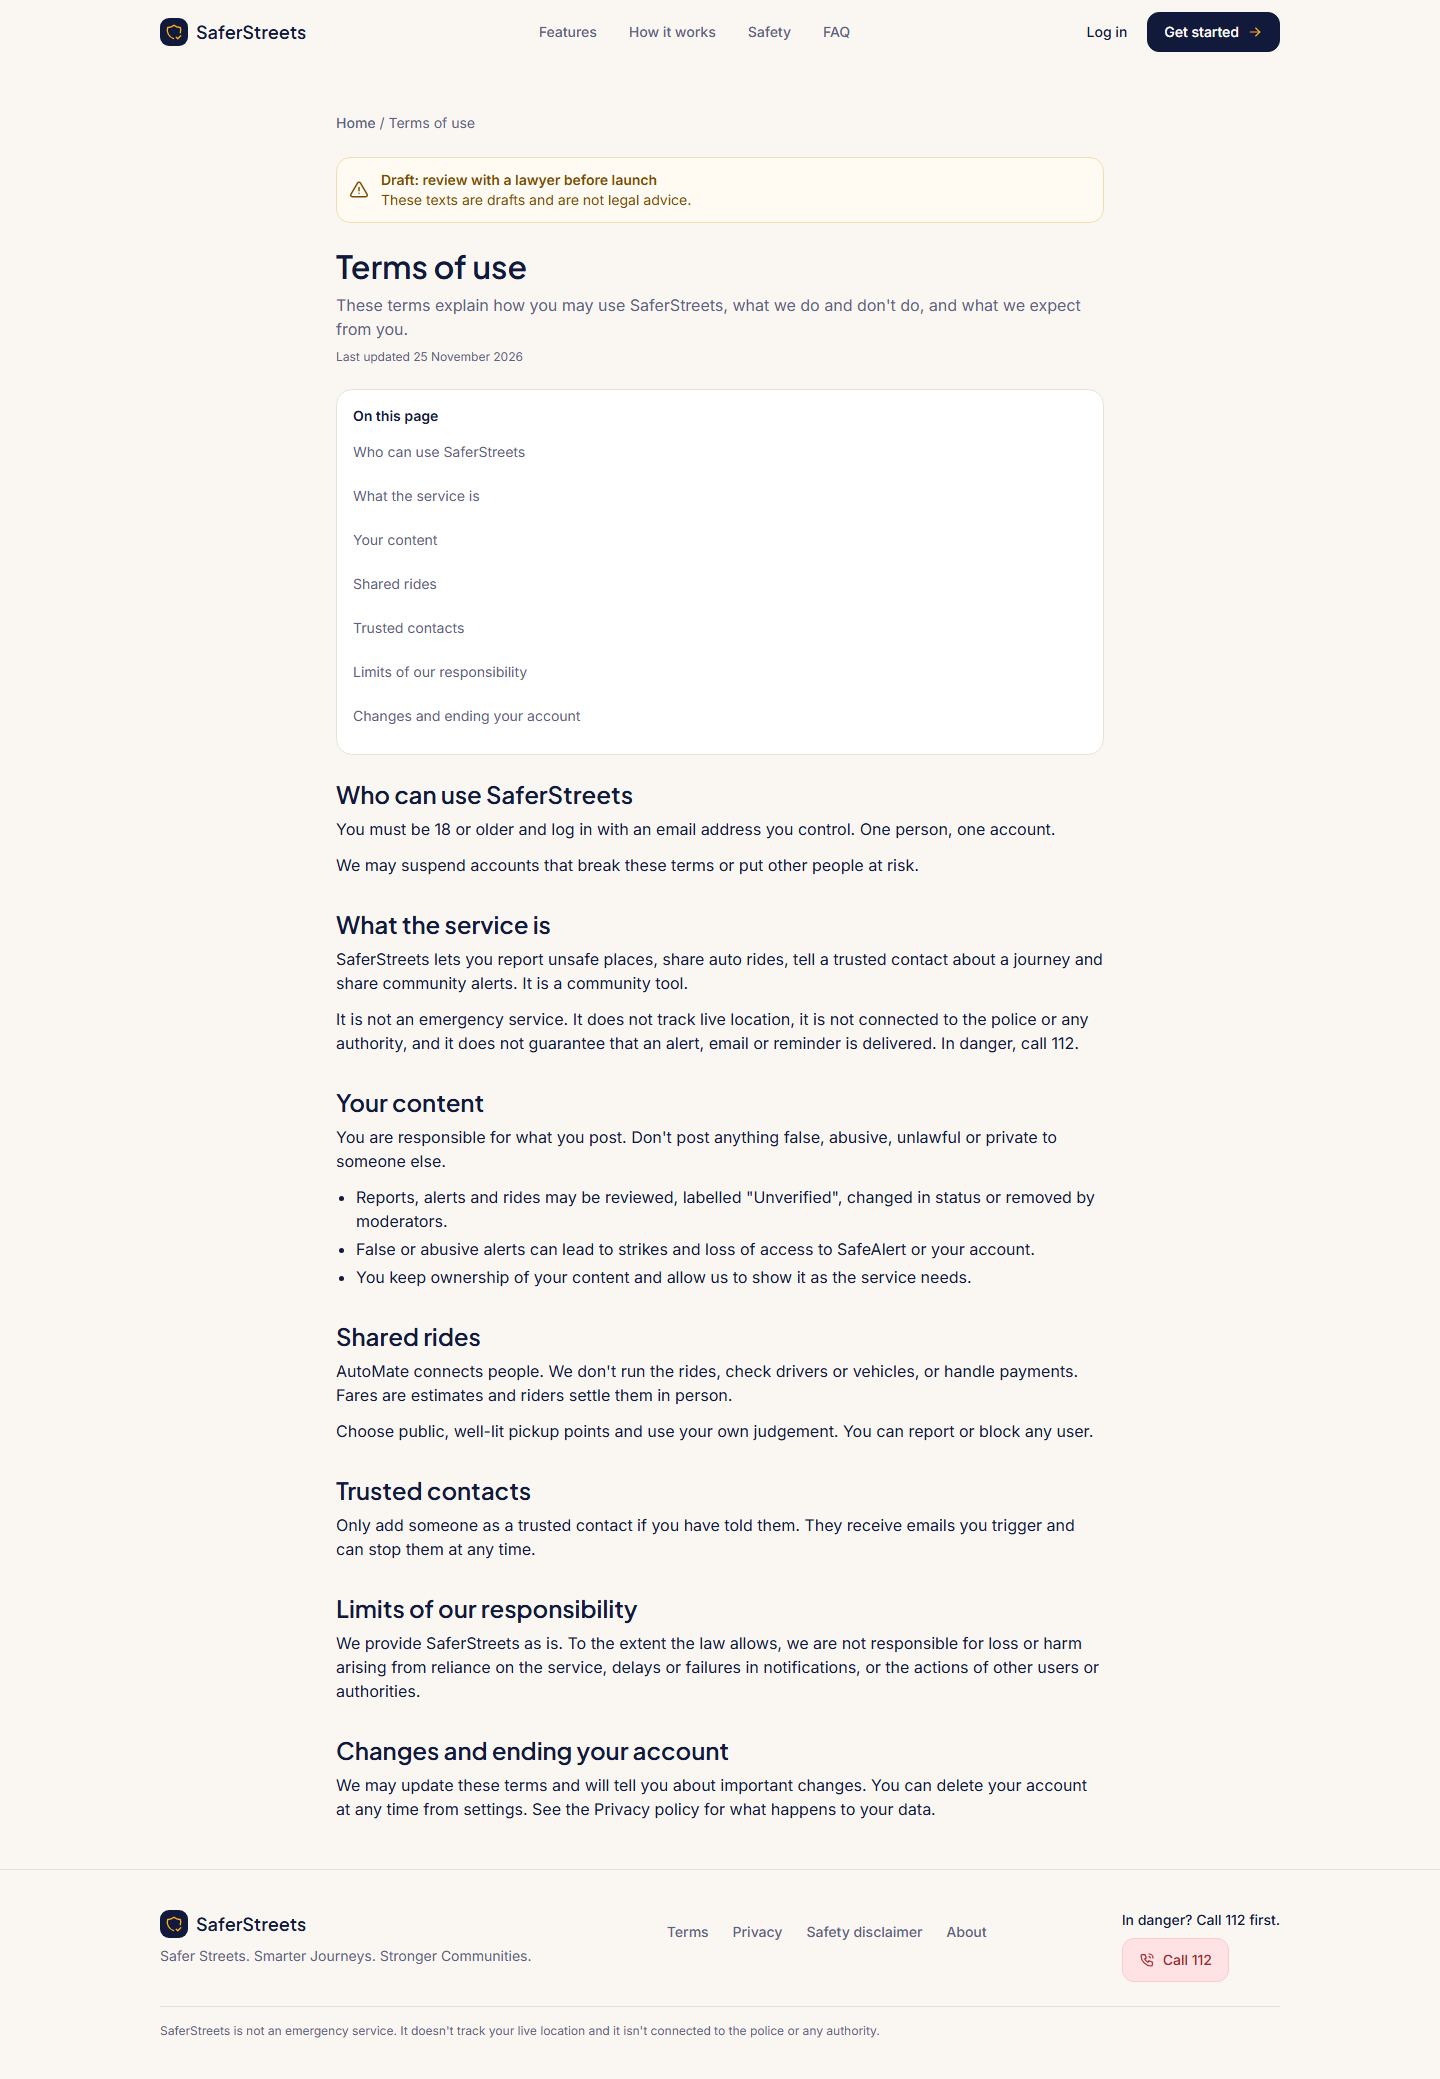 SaferStreets
Features
How it works
Safety
FAQ
Log in
Get started
Home / Terms of use
Draft: review with a lawyer before launch
These texts are drafts and are not legal advice.
Terms of use
These terms explain how you may use SaferStreets, what we do and don't do, and what we expect
from you.
Last updated 25 November 2026
On this page
Who can use SaferStreets
What the service is
Your content
Shared rides
Trusted contacts
Limits of our responsibility
Changes and ending your account
Who can use SaferStreets
You must be 18 or older and log in with an email address you control. One person, one account.
We may suspend accounts that break these terms or put other people at risk.
What the service is
SaferStreets lets you report unsafe places, share auto rides, tell a trusted contact about a journey and
share community alerts. It is a community tool.
It is not an emergency service. It does not track live location, it is not connected to the police or any
authority, and it does not guarantee that an alert, email or reminder is delivered. In danger, call 112.
Your content
You are responsible for what you post. Don't post anything false, abusive, unlawful or private to
someone else.
• Reports, alerts and rides may be reviewed, labelled "Unverified", changed in status or removed by
moderators.
• False or abusive alerts can lead to strikes and loss of access to SafeAlert or your account.
• You keep ownership of your content and allow us to show it as the service needs.
Shared rides
AutoMate connects people. We don't run the rides, check drivers or vehicles, or handle payments.
Fares are estimates and riders settle them in person.
Choose public, well-lit pickup points and use your own judgement. You can report or block any user.
Trusted contacts
Only add someone as a trusted contact if you have told them. They receive emails you trigger and
can stop them at any time.
Limits of our responsibility
We provide SaferStreets as is. To the extent the law allows, we are not responsible for loss or harm
arising from reliance on the service, delays or failures in notifications, or the actions of other users or
authorities.
Changes and ending your account
We may update these terms and will tell you about important changes. You can delete your account
at any time from settings. See the Privacy policy for what happens to your data.
SaferStreets
Safer Streets. Smarter Journeys. Stronger Communities.
Terms
Privacy
Safety disclaimer
About
In danger? Call 112 first.
Call 112
SaferStreets is not an emergency service. It doesn't track your live location and it isn't connected to the police or any authority.